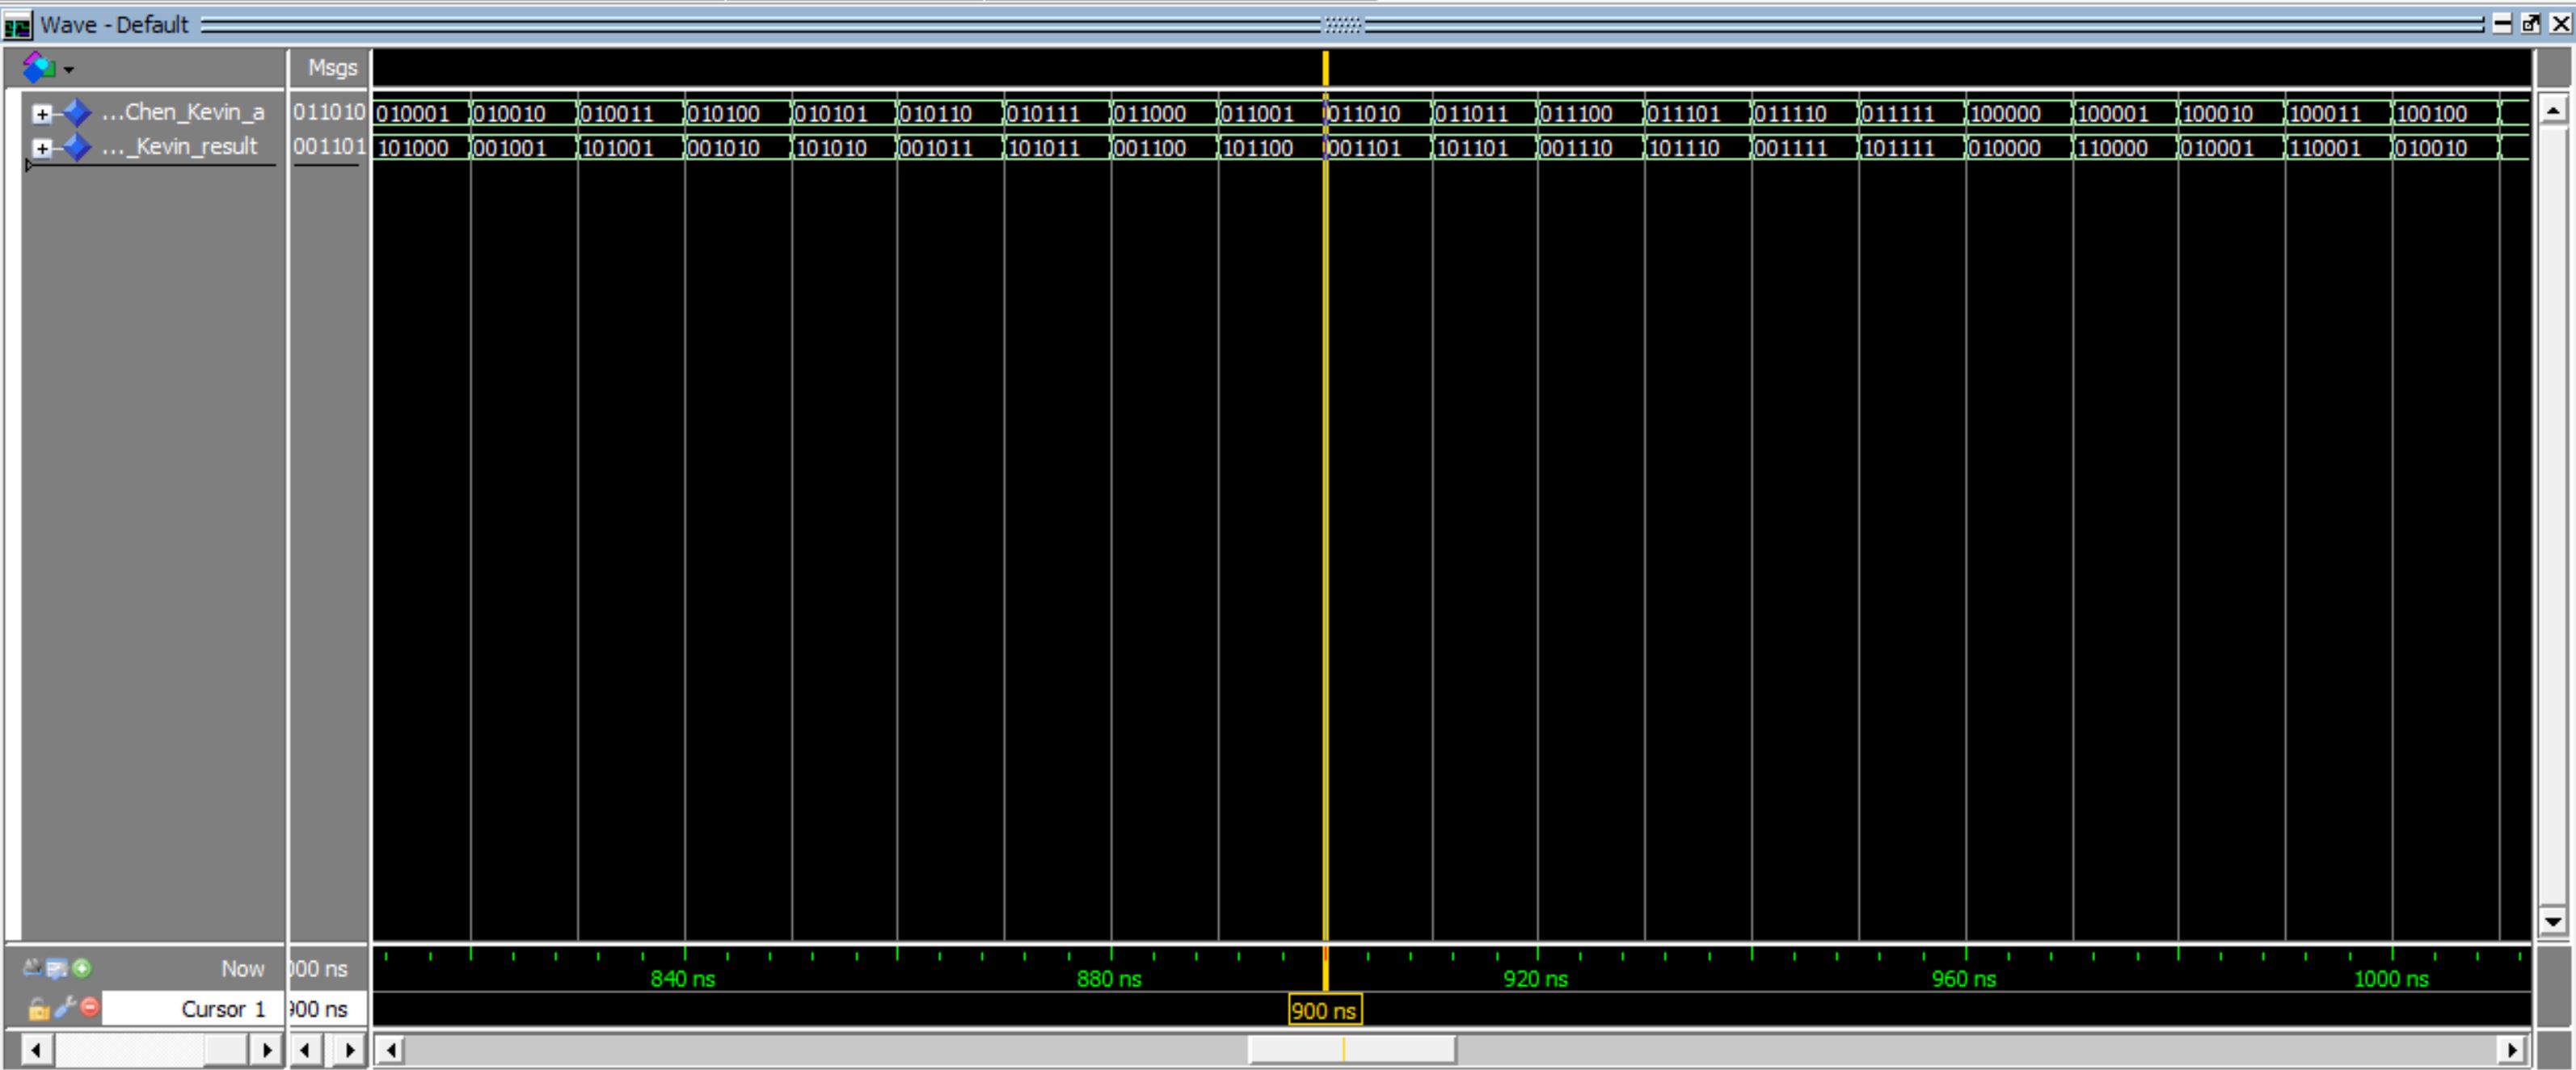 Wave - Default
Msgs
...Chen_Kevin_a 011010 010001 010010 010011 010100 010101 010110 010111 011000 011001 011010 011011 011100 011101 011110 011111 100000 100001 100010 100011 100100
..._Kevin_result 001101 101000 001001 101001 001010 101010 001011 101011 001100 101100 001101 101101 001110 101110 001111 101111 010000 110000 010001 110001 010010
Now 000 ns 840 ns 880 ns 920 ns 960 ns 1000 ns
Cursor 1 900 ns 900 ns